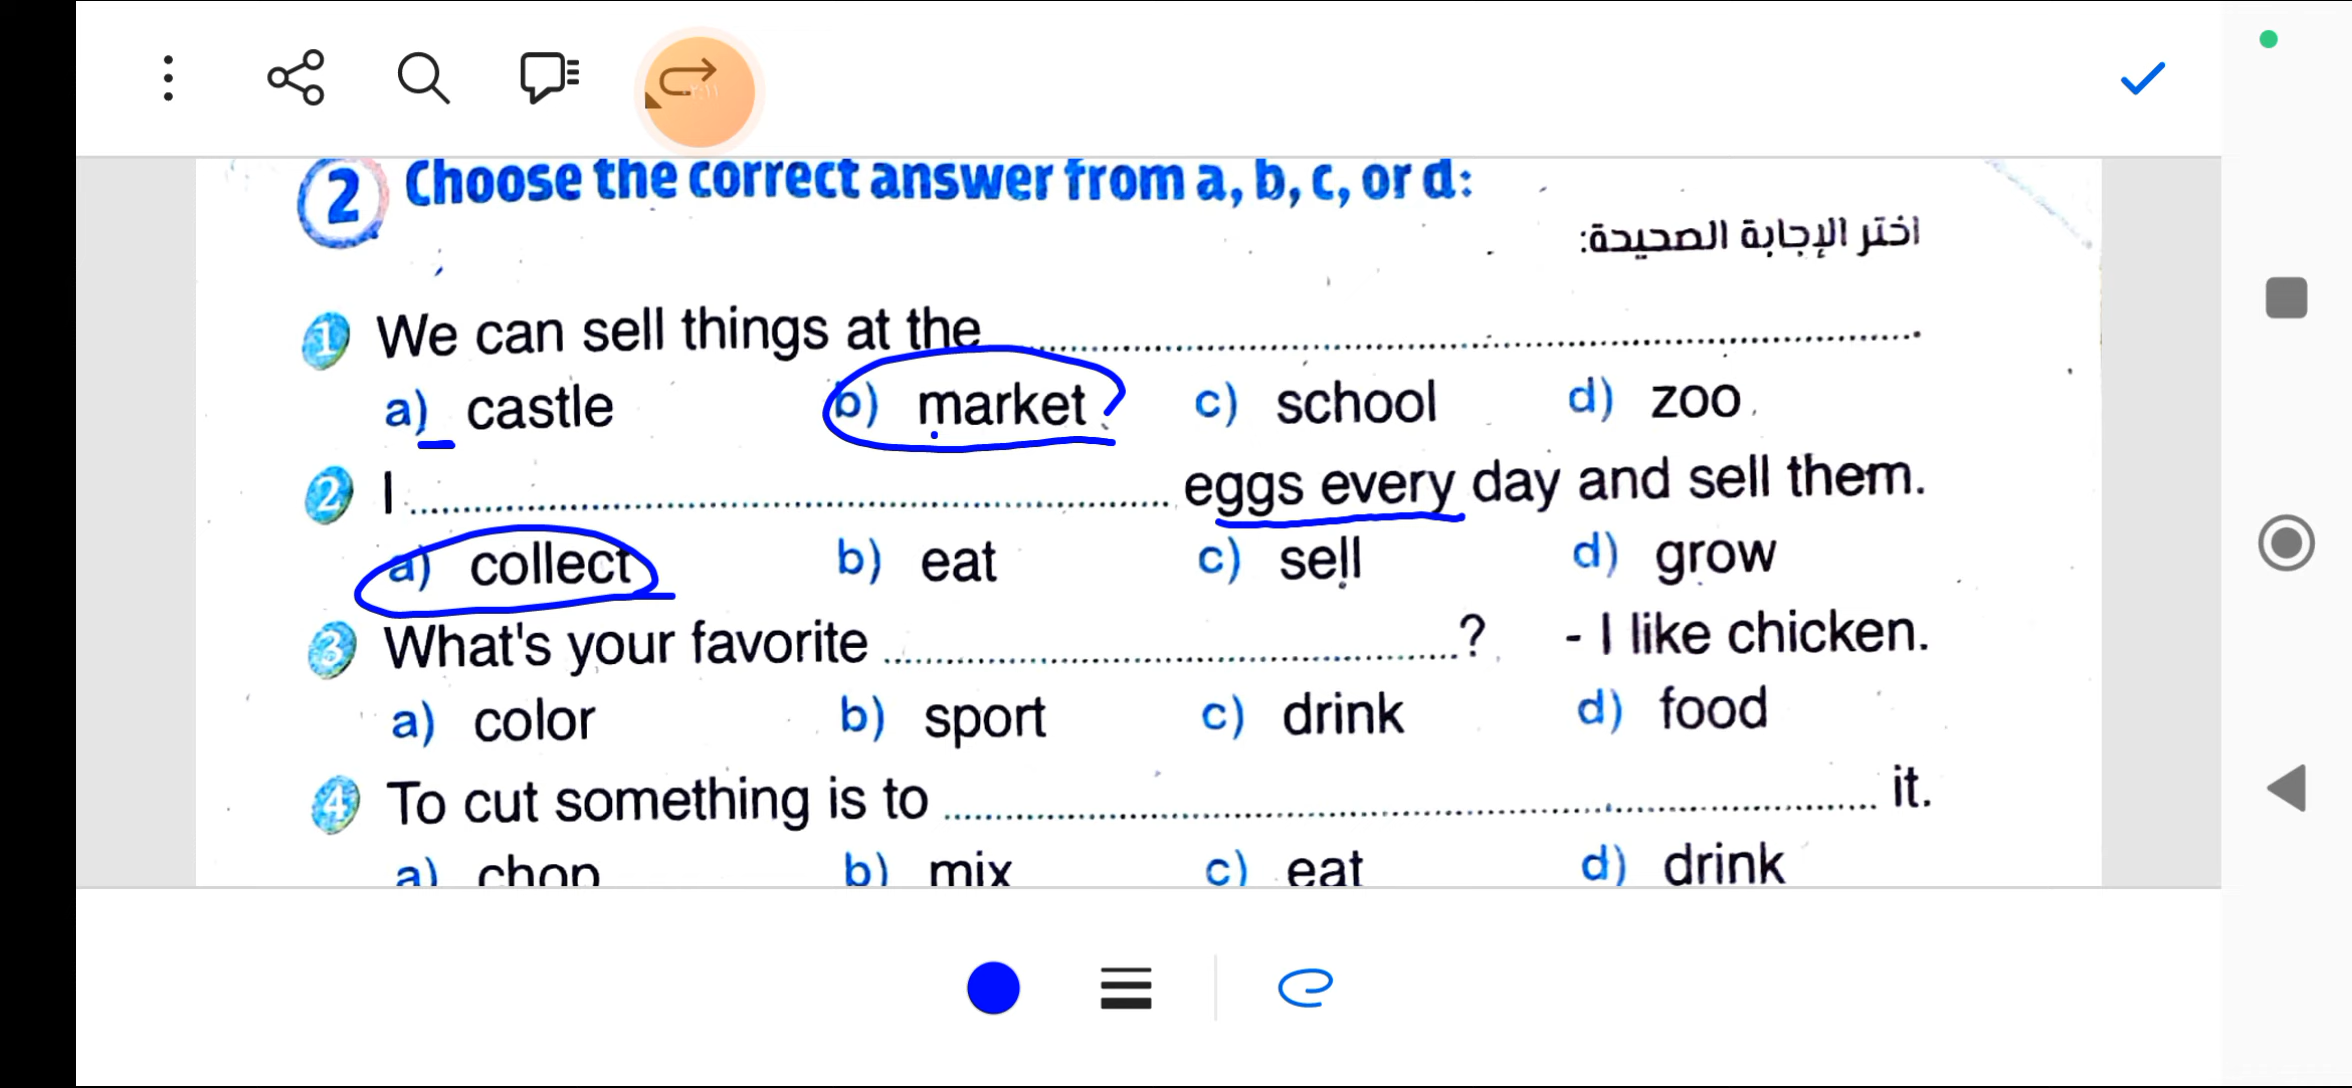 2 Choose the correct answer from a, b, c, or d:
اختر الإجابة الصحيحة:
1 We can sell things at the ........................ .
a) castle b) market c) school d) zoo
2 I ........................ eggs every day and sell them.
a) collect b) eat c) sell d) grow
3 What's your favorite ........................ ? - I like chicken.
a) color b) sport c) drink d) food
4 To cut something is to ........................ it.
a) chop b) mix c) eat d) drink